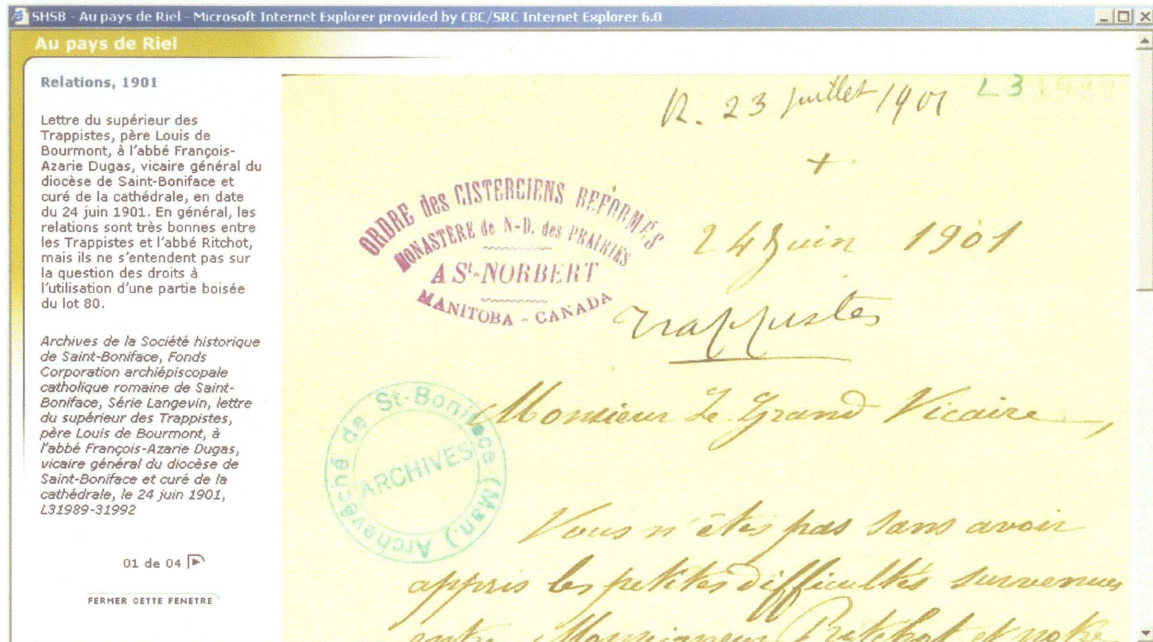 SHSB - Au pays de Riel - Microsoft Internet Explorer provided by CBC/SRC Internet Explorer 6.0
Au pays de Riel
Relations, 1901
Lettre du supérieur des
Trappistes, père Louis de
Bourmont, à l'abbé François-
Azarie Dugas, vicaire général du
diocèse de Saint-Boniface et
curé de la cathédrale, en date
du 24 juin 1901. En général, les
relations sont très bonnes entre
les Trappistes et l'abbé Ritchot,
mais ils ne s'entendent pas sur
la question des droits à
l'utilisation d'une partie boisée
du lot 80.
Archives de la Société historique
de Saint-Boniface, Fonds
Corporation archiépiscopale
catholique romaine de Saint-
Boniface, Série Langevin, lettre
du supérieur des Trappistes,
père Louis de Bourmont, à
l'abbé François-Azarie Dugas,
vicaire général du diocèse de
Saint-Boniface et curé de la
cathédrale, le 24 juin 1901,
L31989-31992
01 de 04
FERMER CETTE FENETRE
R. 23 juillet 1901
L31989
ORDRE des CISTERCIENS REFORMÉS
MONASTÈRE de N-D. des PRAIRIES
A St-NORBERT
MANITOBA - CANADA
24 Juin 1901
Trappistes
Archevêché de St-Boniface (Man.)
ARCHIVES
Monsieur Le Grand Vicaire,
Vous n'êtes pas sans avoir
appris les petites difficultés survenues
entre Monseigneur Ritchot et notre